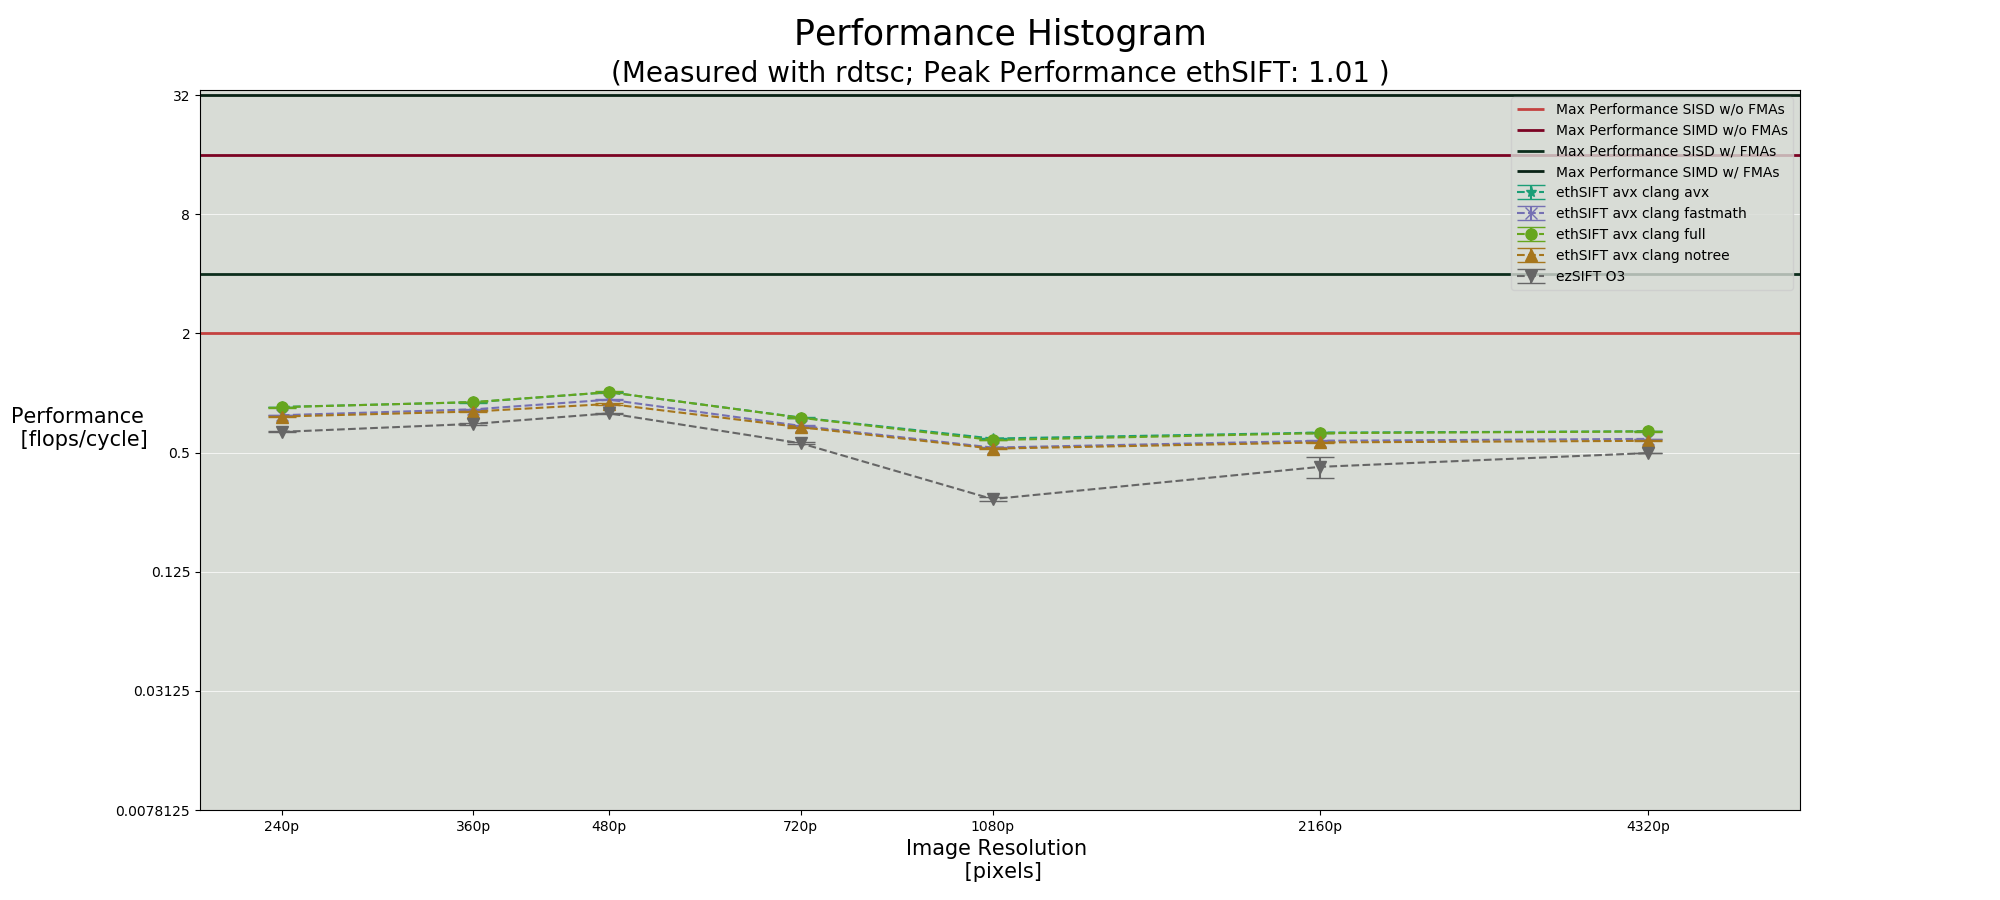 Performance Histogram
(Measured with rdtsc; Peak Performance ethSIFT: 1.01 )
32
8
2
0.5
0.125
0.03125
0.0078125
Performance
[flops/cycle]
Max Performance SISD w/o FMAs
Max Performance SIMD w/o FMAs
Max Performance SISD w/ FMAs
Max Performance SIMD w/ FMAs
ethSIFT avx clang avx
ethSIFT avx clang fastmath
ethSIFT avx clang full
ethSIFT avx clang notree
ezSIFT O3
240p 360p 480p 720p 1080p 2160p 4320p
Image Resolution
[pixels]